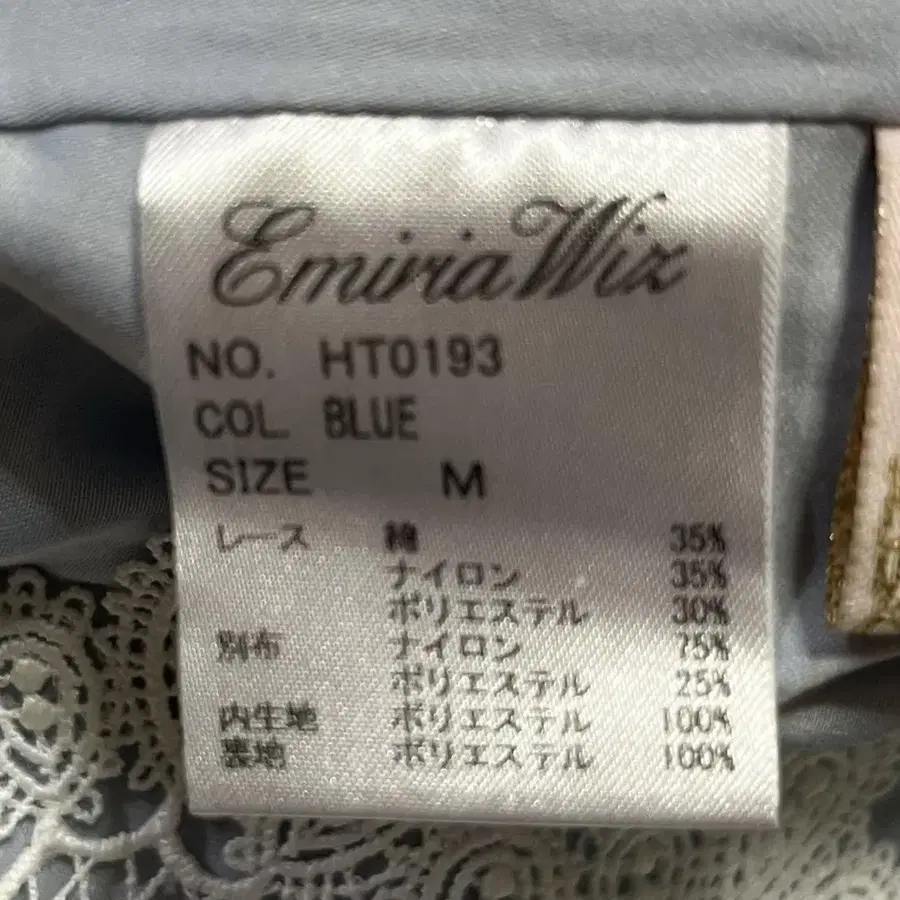 EmiriaWiz
NO. HT0193
COL. BLUE
SIZE M
レース 綿 35%
ナイロン 35%
ポリエステル 30%
別布 ナイロン 75%
ポリエステル 25%
内生地 ポリエステル 100%
裏地 ポリエステル 100%